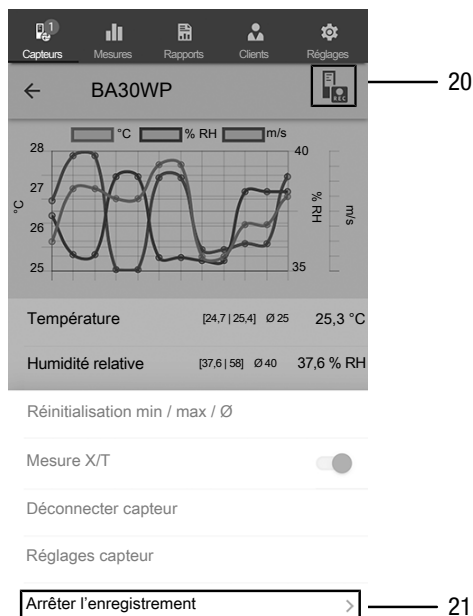 1
Capteurs Mesures Rapports Clients Réglages
BA30WP
REC
20
°C % RH m/s
28 40
27
26
25 35
°C
% RH
m/s
Température [24,7 | 25,4] Ø 25 25,3 °C
Humidité relative [37,6 | 58] Ø 40 37,6 % RH
Réinitialisation min / max / Ø
Mesure X/T
Déconnecter capteur
Réglages capteur
Arrêter l’enregistrement
21